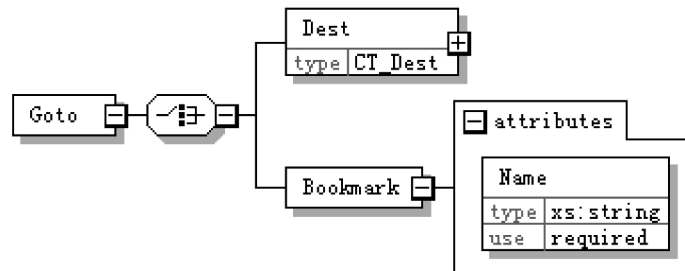 Dest
type CT_Dest
Goto
attributes
Bookmark
Name
type xs:string
use required